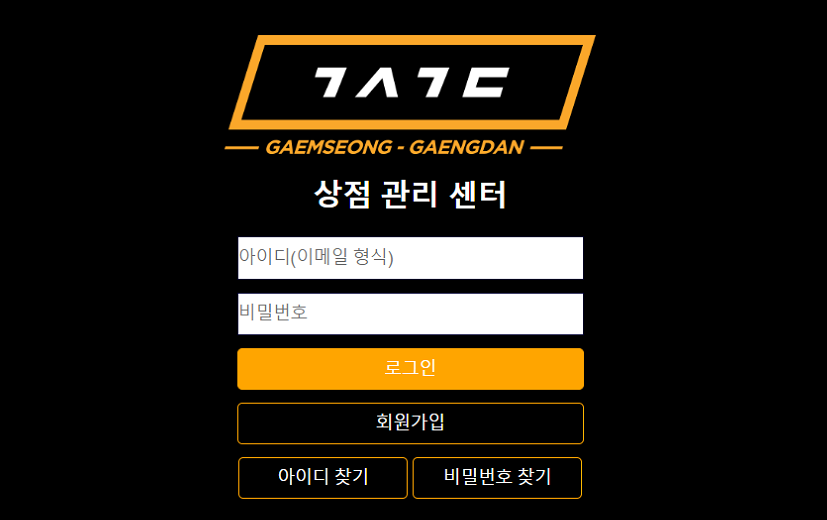 ㄱㅅㄱㄷ
GAEMSEONG - GAENGDAN
상점 관리 센터
아이디(이메일 형식)
비밀번호
로그인
회원가입
아이디 찾기 비밀번호 찾기